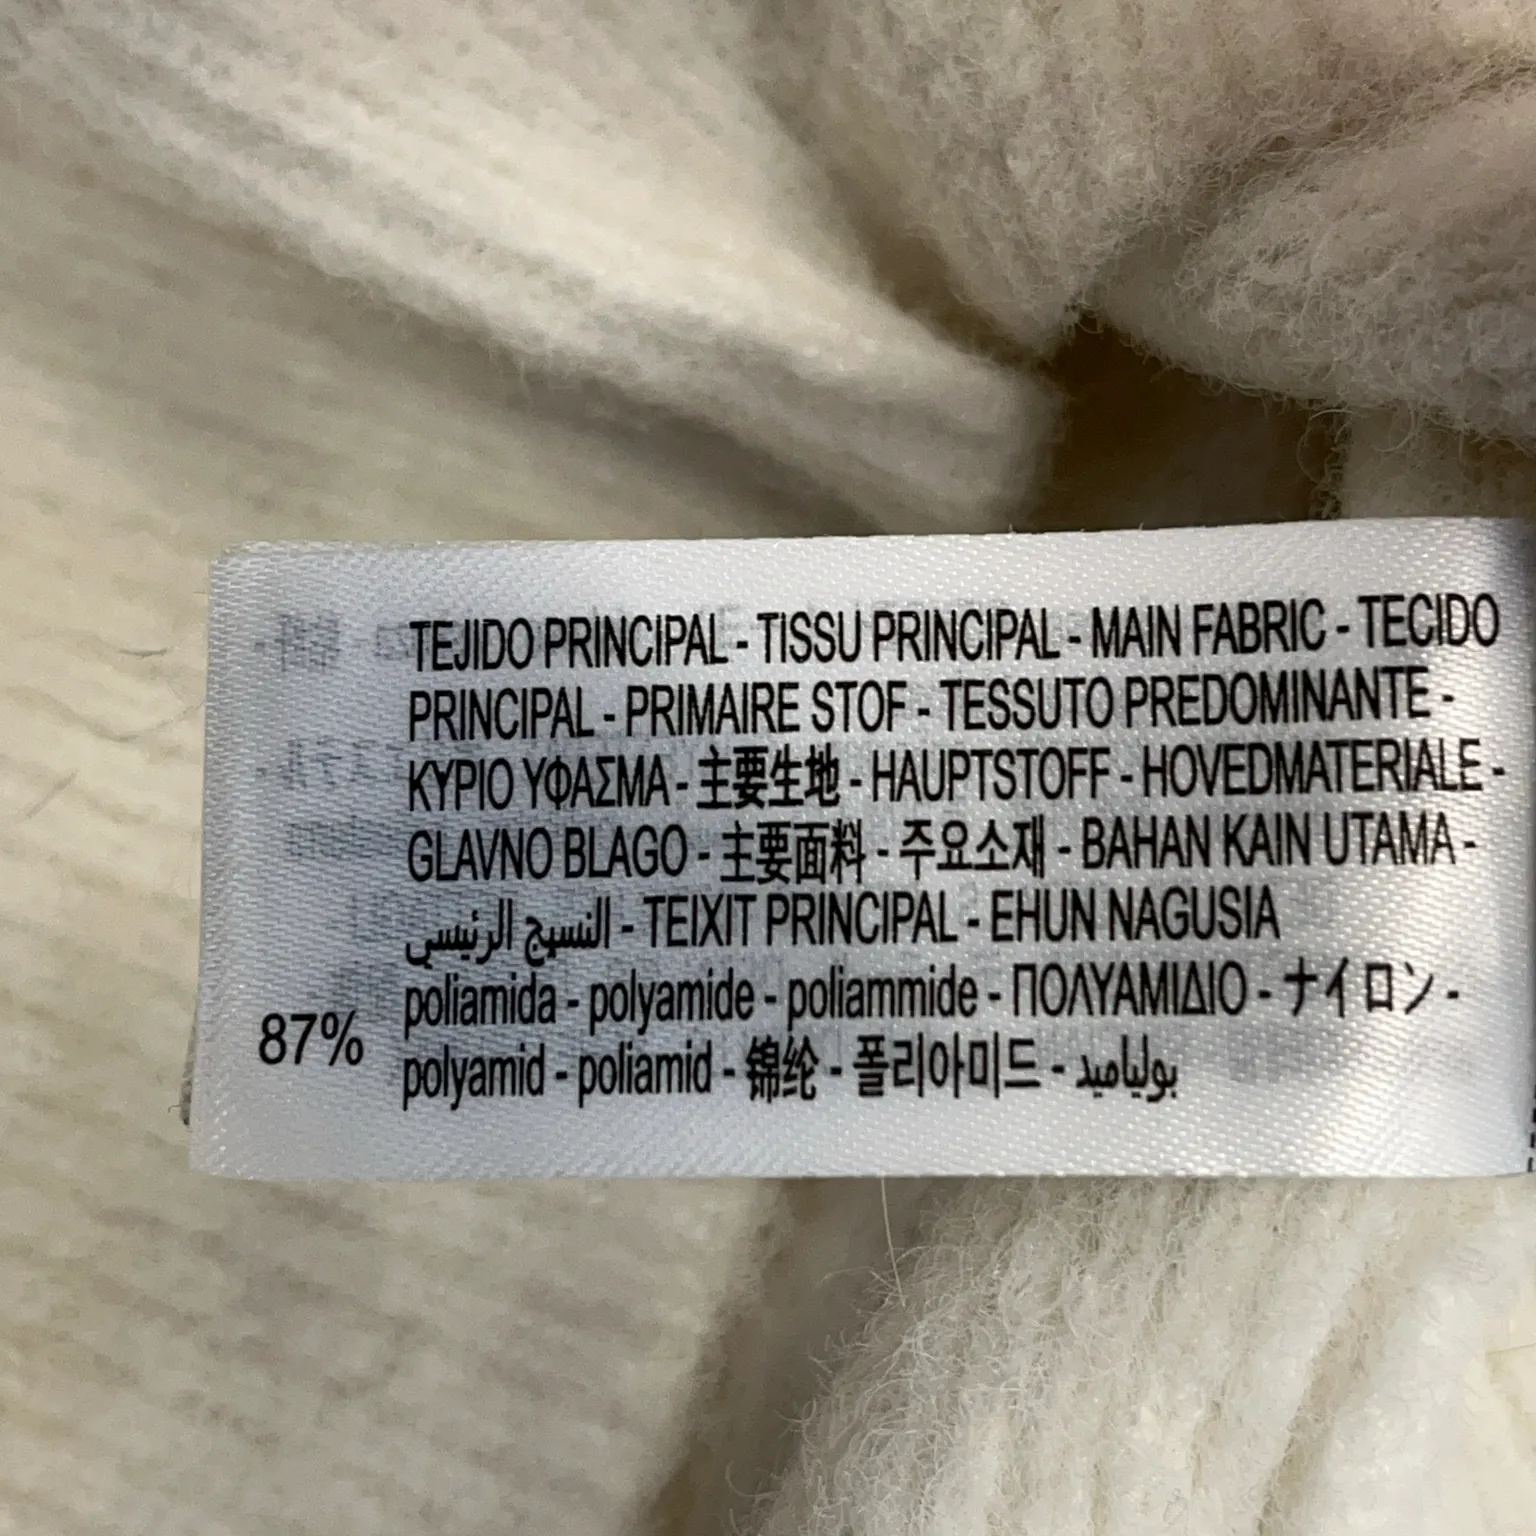 TEJIDO PRINCIPAL - TISSU PRINCIPAL - MAIN FABRIC - TECIDO
PRINCIPAL - PRIMAIRE STOF - TESSUTO PREDOMINANTE -
ΚΥΡΙΟ ΥΦΑΣΜΑ - 主要生地 - HAUPTSTOFF - HOVEDMATERIALE -
GLAVNO BLAGO - 主要面料 - 주요소재 - BAHAN KAIN UTAMA -
النسيج الرئيسي - TEIXIT PRINCIPAL - EHUN NAGUSIA
87% poliamida - polyamide - poliammide - ΠΟΛΥΑΜΙΔΙΟ - ナイロン -
polyamid - poliamid - 锦纶 - 폴리아미드 - بولياميد